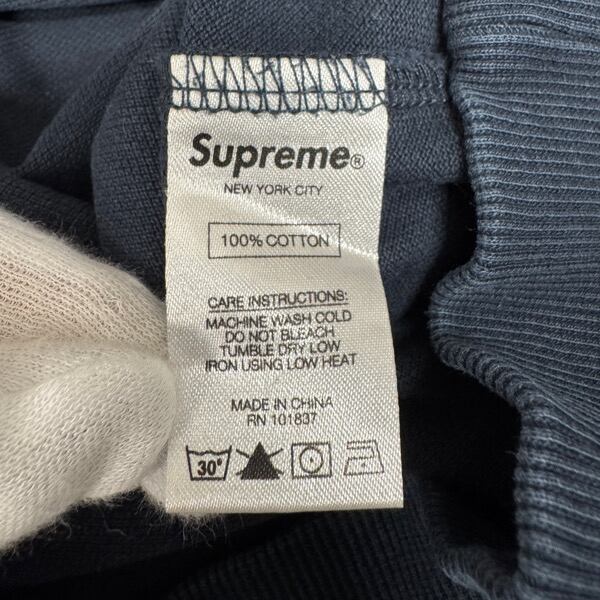 Supreme®
NEW YORK CITY
100% COTTON
CARE INSTRUCTIONS:
MACHINE WASH COLD
DO NOT BLEACH
TUMBLE DRY LOW
IRON USING LOW HEAT
MADE IN CHINA
RN 101837
30°